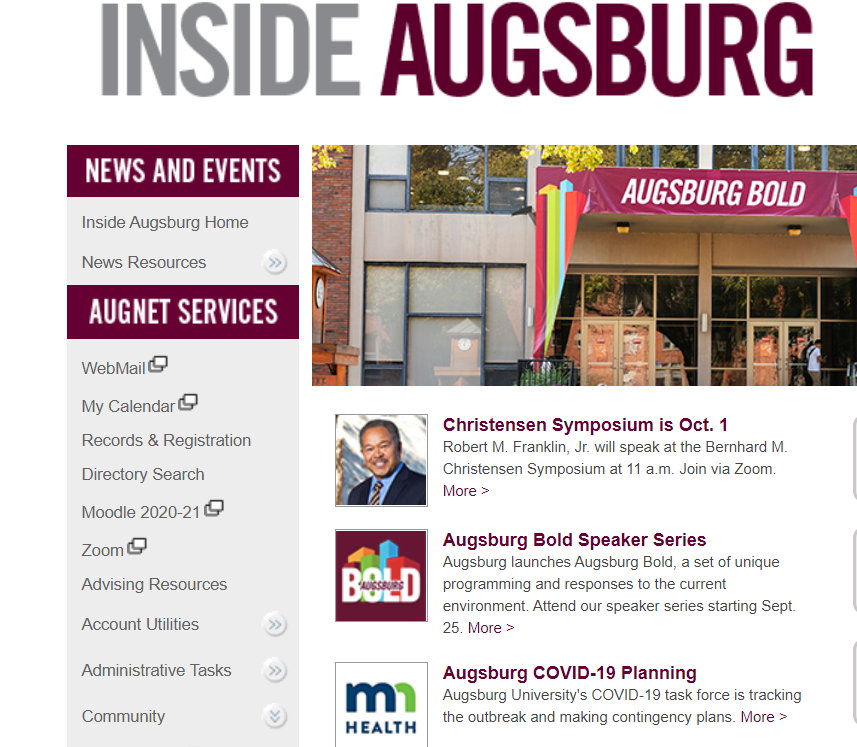 INSIDE AUGSBURG
NEWS AND EVENTS
Inside Augsburg Home
News Resources
AUGNET SERVICES
WebMail
My Calendar
Records & Registration
Directory Search
Moodle 2020-21
Zoom
Advising Resources
Account Utilities
Administrative Tasks
Community
AUGSBURG BOLD
Christensen Symposium is Oct. 1
Robert M. Franklin, Jr. will speak at the Bernhard M.
Christensen Symposium at 11 a.m. Join via Zoom.
More >
BOLD
AUGSBURG
Augsburg Bold Speaker Series
Augsburg launches Augsburg Bold, a set of unique
programming and responses to the current
environment. Attend our speaker series starting Sept.
25. More >
mn
HEALTH
Augsburg COVID-19 Planning
Augsburg University's COVID-19 task force is tracking
the outbreak and making contingency plans. More >